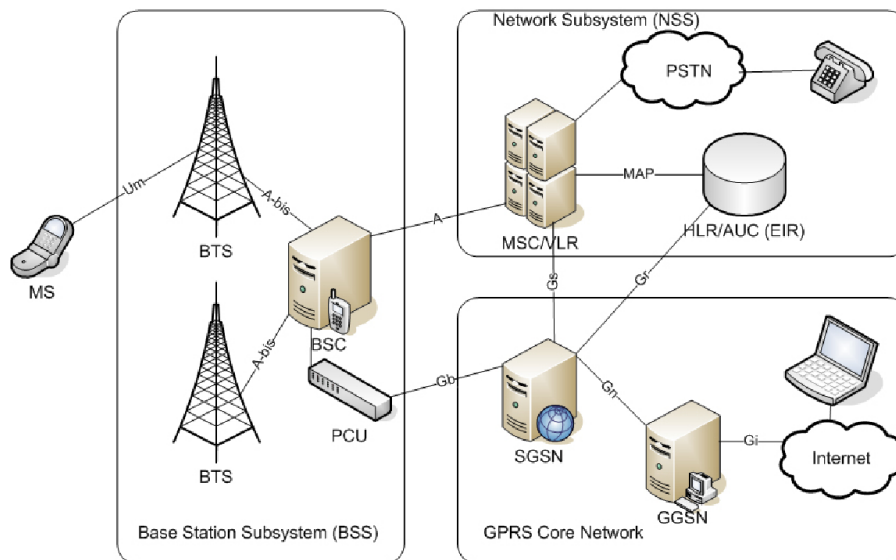 Network Subsystem (NSS)
PSTN
Um
A-bis
MAP
A
BTS
MSC/VLR
HLR/AUC (EIR)
MS
Gs
Gr
A-bis
BSC
Gb
Gn
PCU
SGSN
Gi
Internet
BTS
GGSN
Base Station Subsystem (BSS)
GPRS Core Network